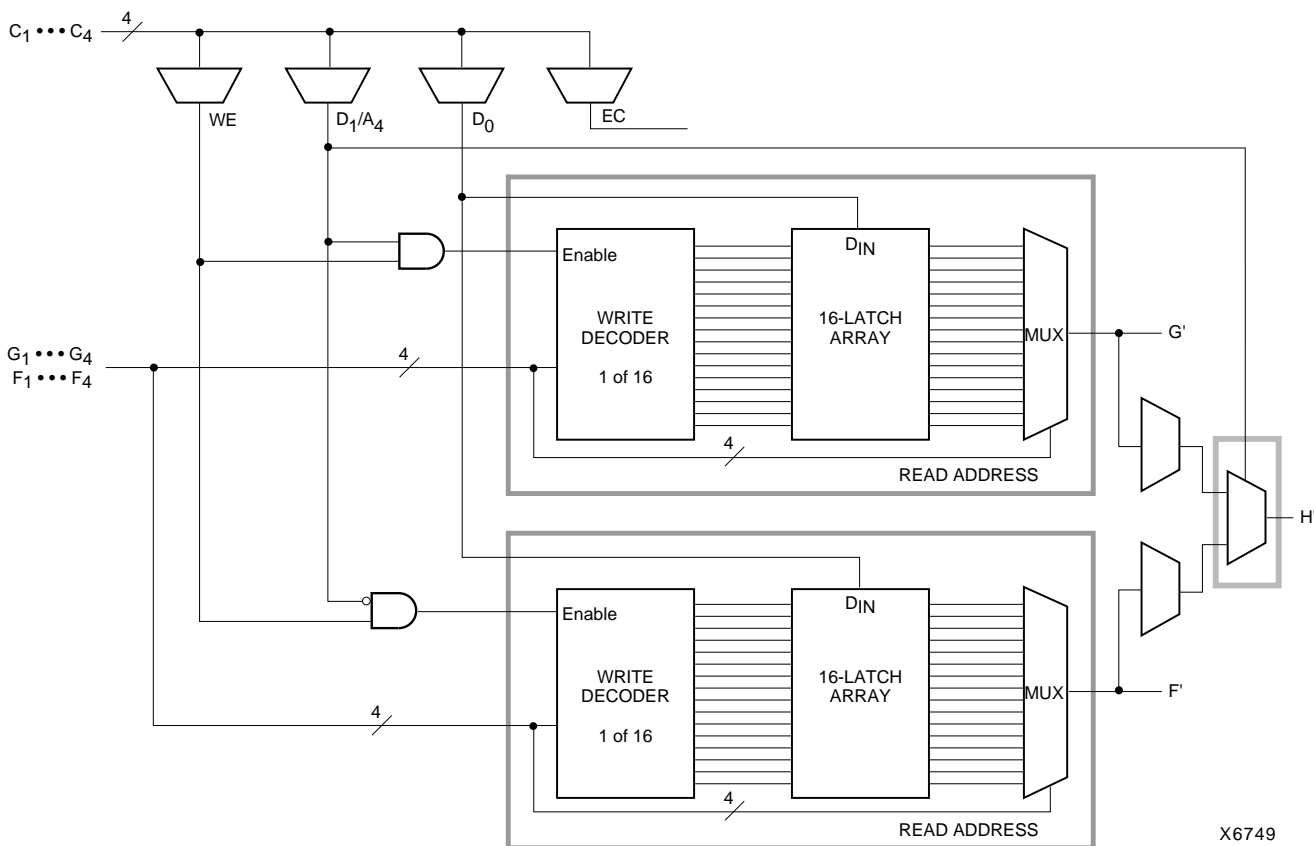 C1 • • • C4
4
WE
D1/A4
D0
EC
Enable
WRITE
DECODER
1 of 16
DIN
16-LATCH
ARRAY
MUX
G'
G1 • • • G4
F1 • • • F4
4
4
READ ADDRESS
H'
Enable
WRITE
DECODER
1 of 16
DIN
16-LATCH
ARRAY
MUX
F'
4
4
READ ADDRESS
X6749